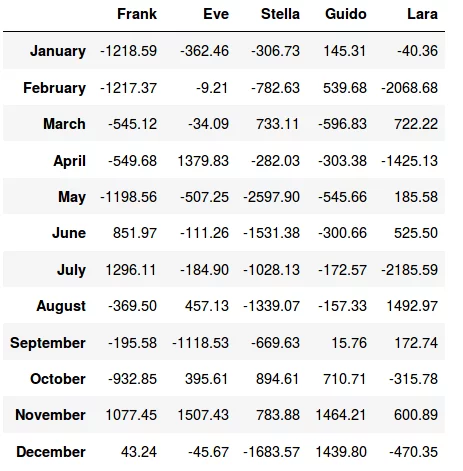 Frank Eve Stella Guido Lara
January -1218.59 -362.46 -306.73 145.31 -40.36
February -1217.37 -9.21 -782.63 539.68 -2068.68
March -545.12 -34.09 733.11 -596.83 722.22
April -549.68 1379.83 -282.03 -303.38 -1425.13
May -1198.56 -507.25 -2597.90 -545.66 185.58
June 851.97 -111.26 -1531.38 -300.66 525.50
July 1296.11 -184.90 -1028.13 -172.57 -2185.59
August -369.50 457.13 -1339.07 -157.33 1492.97
September -195.58 -1118.53 -669.63 15.76 172.74
October -932.85 395.61 894.61 710.71 -315.78
November 1077.45 1507.43 783.88 1464.21 600.89
December 43.24 -45.67 -1683.57 1439.80 -470.35